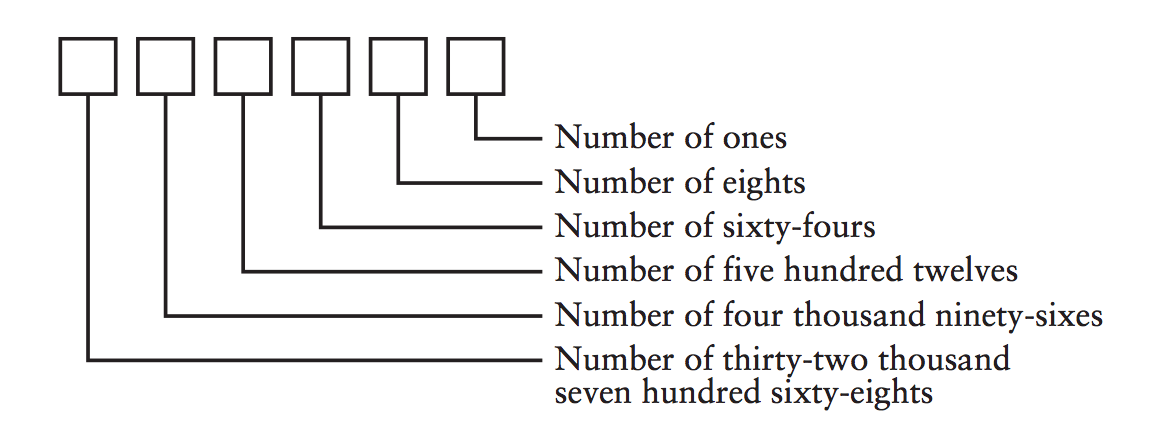 Number of ones
Number of eights
Number of sixty-fours
Number of five hundred twelves
Number of four thousand ninety-sixes
Number of thirty-two thousand
seven hundred sixty-eights